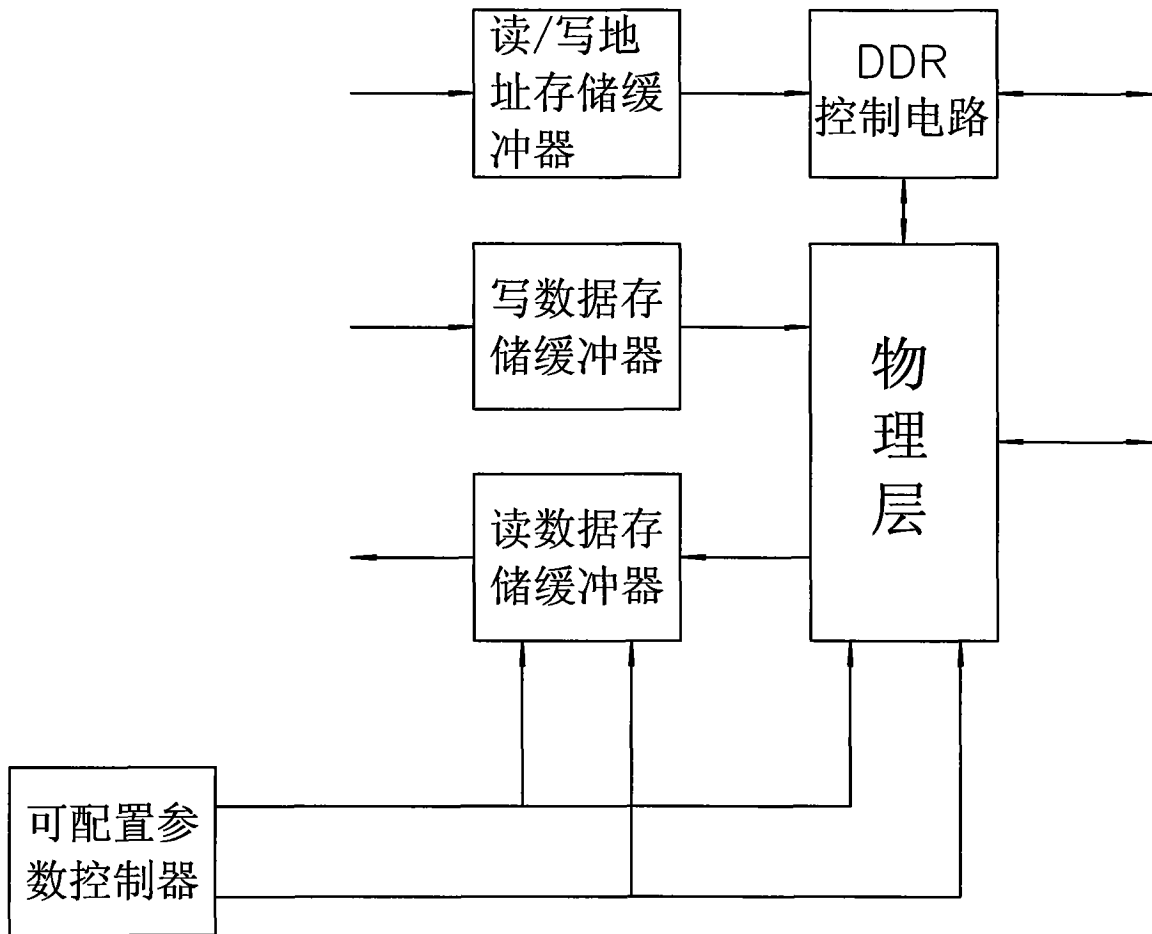 读/写地
址存储缓
冲器
DDR
控制电路
写数据存
储缓冲器
物
理
层
读数据存
储缓冲器
可配置参
数控制器